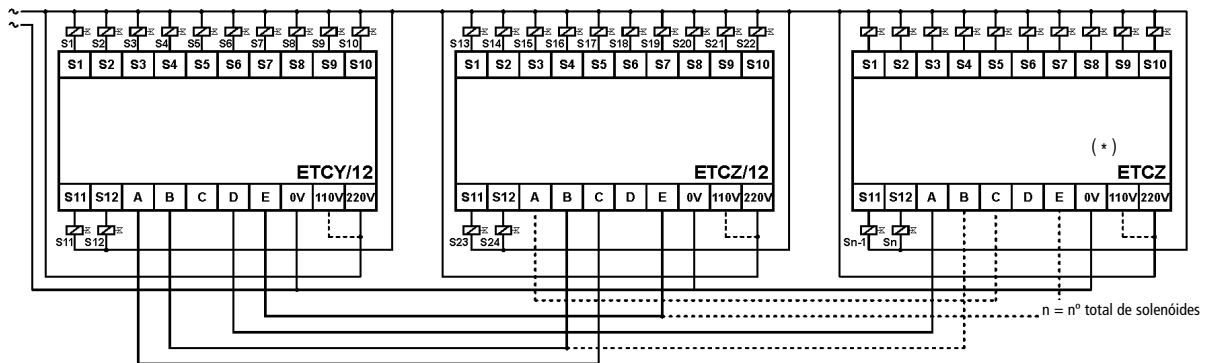 ~
~
S1 S2 S3 S4 S5 S6 S7 S8 S9 S10
S1 S2 S3 S4 S5 S6 S7 S8 S9 S10
ETCY/12
S11 S12 A B C D E 0V 110V 220V
S11 S12
S13 S14 S15 S16 S17 S18 S19 S20 S21 S22
S1 S2 S3 S4 S5 S6 S7 S8 S9 S10
ETCZ/12
S11 S12 A B C D E 0V 110V 220V
S23 S24
S1 S2 S3 S4 S5 S6 S7 S8 S9 S10
(*)
ETCZ
S11 S12 A B C D E 0V 110V 220V
Sn-1 Sn
n = nº total de solenóides